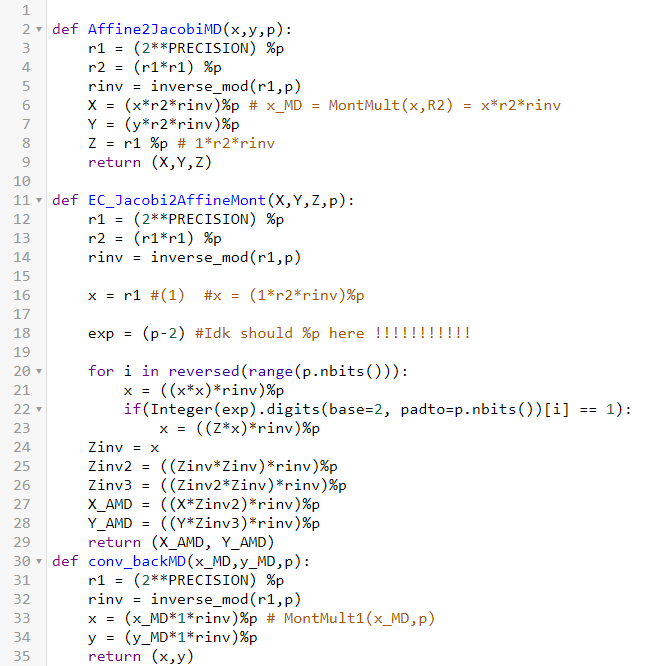 1
2 def Affine2JacobiMD(x,y,p):
3 r1 = (2**PRECISION) %p
4 r2 = (r1*r1) %p
5 rinv = inverse_mod(r1,p)
6 X = (x*r2*rinv)%p # x_MD = MontMult(x,R2) = x*r2*rinv
7 Y = (y*r2*rinv)%p
8 Z = r1 %p # 1*r2*rinv
9 return (X,Y,Z)
10
11 def EC_Jacobi2AffineMont(X,Y,Z,p):
12 r1 = (2**PRECISION) %p
13 r2 = (r1*r1) %p
14 rinv = inverse_mod(r1,p)
15
16 x = r1 #(1)  #x = (1*r2*rinv)%p
17
18 exp = (p-2) #Idk should %p here !!!!!!!!!!!
19
20 for i in reversed(range(p.nbits())):
21 x = ((x*x)*rinv)%p
22 if(Integer(exp).digits(base=2, padto=p.nbits())[i] == 1):
23 x = ((Z*x)*rinv)%p
24 Zinv = x
25 Zinv2 = ((Zinv*Zinv)*rinv)%p
26 Zinv3 = ((Zinv2*Zinv)*rinv)%p
27 X_AMD = ((X*Zinv2)*rinv)%p
28 Y_AMD = ((Y*Zinv3)*rinv)%p
29 return (X_AMD, Y_AMD)
30 def conv_backMD(x_MD,y_MD,p):
31 r1 = (2**PRECISION) %p
32 rinv = inverse_mod(r1,p)
33 x = (x_MD*1*rinv)%p # MontMult1(x_MD,p)
34 y = (y_MD*1*rinv)%p
35 return (x,y)